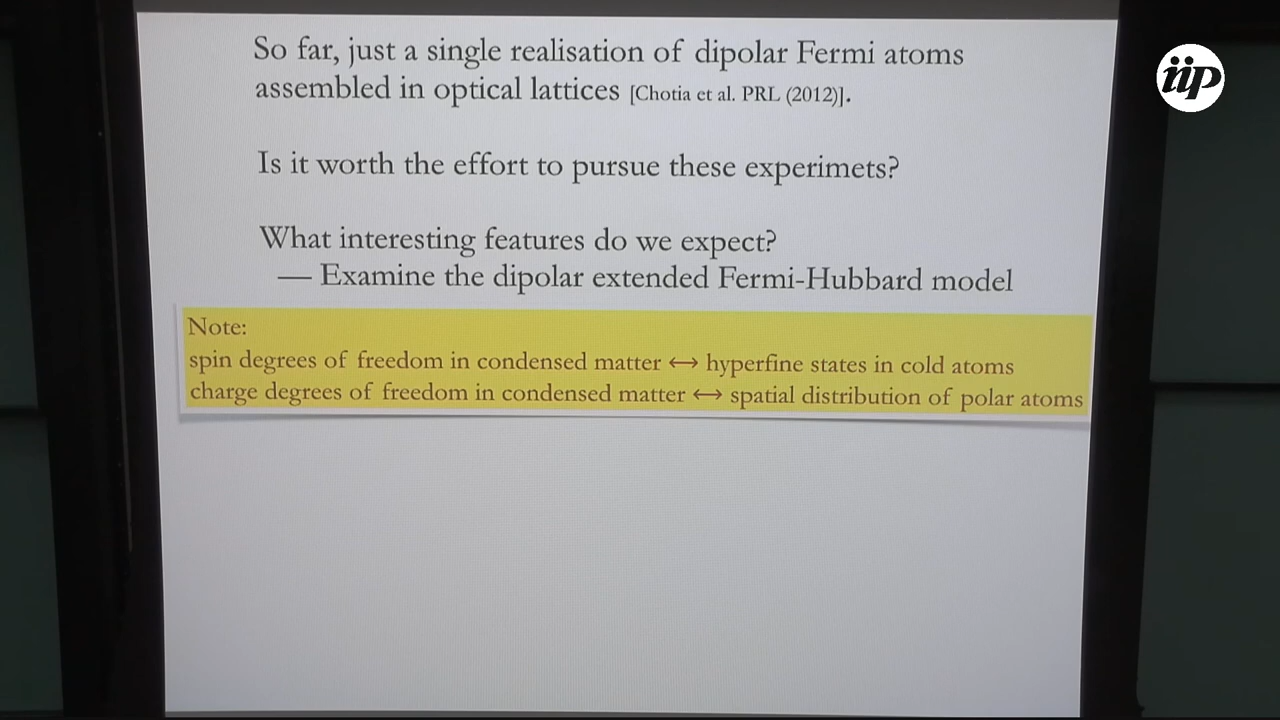 So far, just a single realisation of dipolar Fermi atoms
assembled in optical lattices [Chotia et al. PRL (2012)].
iip
Is it worth the effort to pursue these experimets?
What interesting features do we expect?
— Examine the dipolar extended Fermi-Hubbard model
Note:
spin degrees of freedom in condensed matter ⟷ hyperfine states in cold atoms
charge degrees of freedom in condensed matter ⟷ spatial distribution of polar atoms